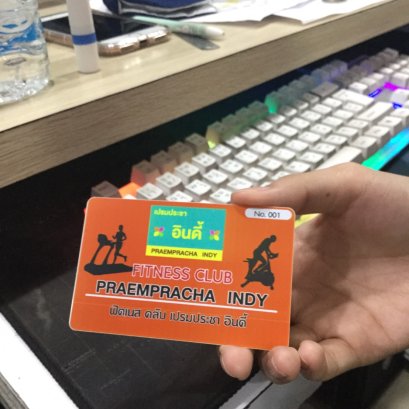 No. 001
เปรมประชา
อินดี้
PRAEMPRACHA INDY
FITNESS CLUB
PRAEMPRACHA INDY
ฟิตเนส คลับ เปรมประชา อินดี้